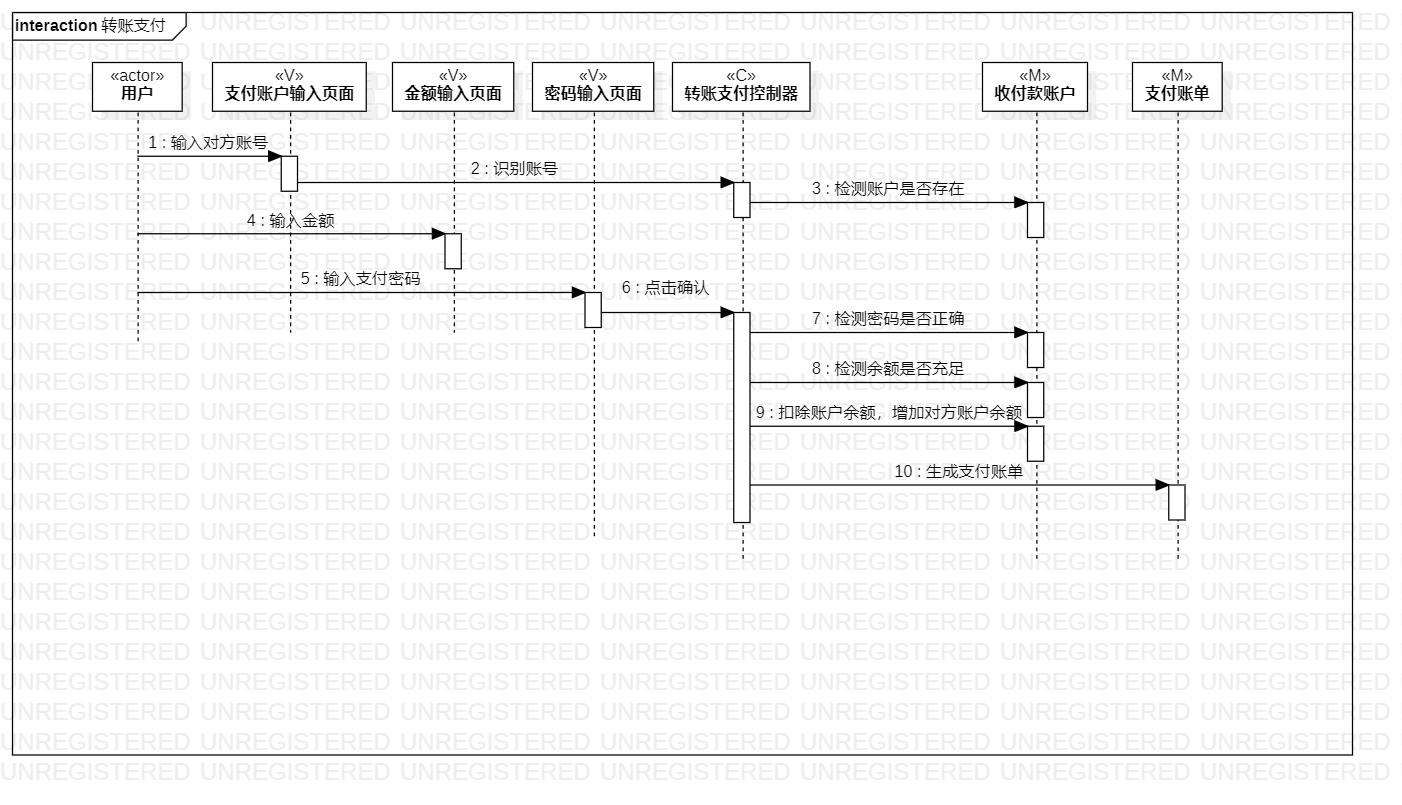 interaction 转账支付
«actor»
用户
«V»
支付账户输入页面
«V»
金额输入页面
«V»
密码输入页面
«C»
转账支付控制器
«M»
收付款账户
«M»
支付账单
1 : 输入对方账号
2 : 识别账号
3 : 检测账户是否存在
4 : 输入金额
5 : 输入支付密码
6 : 点击确认
7 : 检测密码是否正确
8 : 检测余额是否充足
9 : 扣除账户余额，增加对方账户余额
10 : 生成支付账单
UNREGISTERED